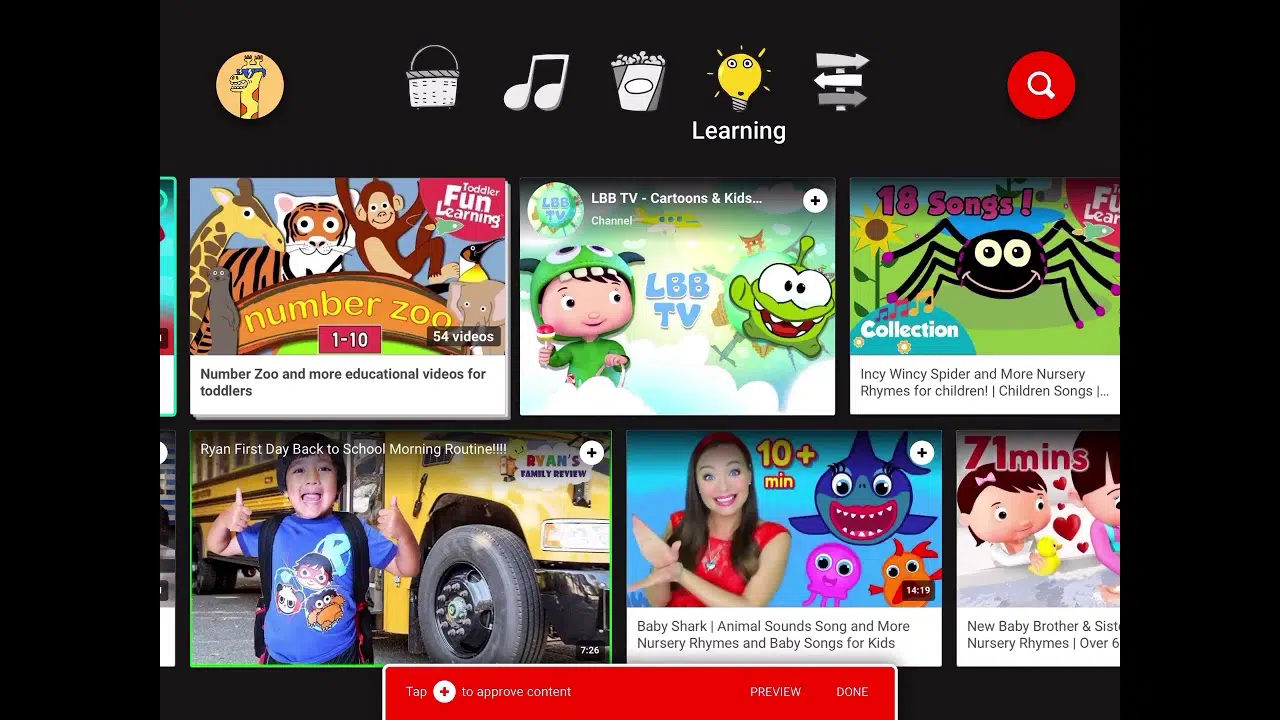 Learning
Toddler
Fun
Learning
number zoo
1-10
54 videos
Number Zoo and more educational videos for
toddlers
LBB
TV
LBB TV - Cartoons & Kids...
Channel
LBB
TV
18 Songs!
Fu
Lear
Collection
Incy Wincy Spider and More Nursery
Rhymes for children! | Children Songs |...
Ryan First Day Back to School Morning Routine!!!!
RYAN'S
FAMILY REVIEW
R
7:26
10+
min
14:19
Baby Shark | Animal Sounds Song and More
Nursery Rhymes and Baby Songs for Kids
71mins
New Baby Brother & Siste
Nursery Rhymes | Over 6
Tap + to approve content
PREVIEW
DONE